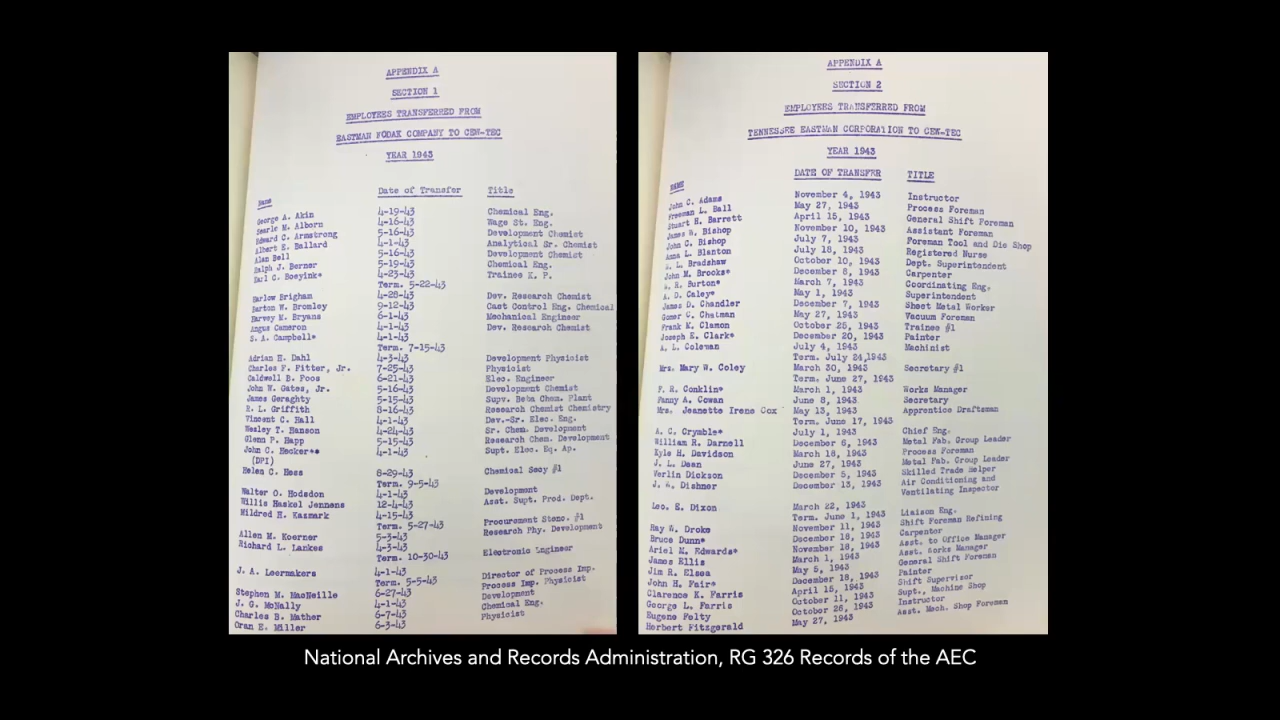 APPENDIX A
SECTION 1
EMPLOYEES TRANSFERRED FROM
EASTMAN KODAK COMPANY TO CEW-TEC
YEAR 1943
Name Date of Transfer Title
George A. Akin 4-19-43 Chemical Eng.
Searle M. Alborn 4-16-43 Wage St. Eng.
Edward C. Armstrong 5-16-43 Development Chemist
Albert E. Ballard 4-1-43 Analytical Sr. Chemist
Alan Bell 5-16-43 Development Chemist
Ralph J. Berner 5-19-43 Chemical Eng.
Earl C. Boeyink* 4-23-43 Trainee K. P.
Term. 5-22-43
Harlow Brigham 4-28-43 Dev. Research Chemist
Barton W. Bromley 9-12-43 Cast Control Eng. Chemical
Harvey M. Bryans 6-1-43 Mechanical Engineer
Angus Cameron 4-1-43 Dev. Research Chemist
S. A. Campbell* 4-1-43
Term. 7-15-43
Adrian H. Dahl 4-3-43 Development Physicist
Charles F. Fitter, Jr. 7-25-43 Physicist
Caldwell B. Foos 6-21-43 Elec. Engineer
John W. Gates, Jr. 5-16-43 Development Chemist
James Geraghty 5-15-43 Supv. Beba Chem. Plant
R. L. Griffith 8-16-43 Research Chemist Chemistry
Vincent C. Hall 4-1-43 Dev.-Sr. Elec. Eng.
Wesley T. Hanson 4-24-43 Sr. Chem. Development
Glenn P. Happ 5-15-43 Research Chem. Development
John C. Hecker** 4-1-43 Supt. Elec. Eq. Ap.
(DPI)
Helen C. Hess 8-29-43 Chemical Secy #1
Term. 9-5-43
Walter O. Hodsdon 4-1-43 Development
Willis Haskel Jennens 12-4-43 Asst. Supt. Prod. Dept.
Mildred H. Kazmark 4-15-43
Term. 5-27-43 Procurement Steno. #1
Allen M. Koerner 5-3-43 Research Phy. Development
Richard L. Lankes 4-3-43
Term. 10-30-43 Electronic Engineer
J. A. Leermakers 4-1-43 Director of Process Imp.
Term. 5-5-43 Process Imp. Physicist
Stephen M. MacNeille 6-27-43 Development
J. G. McNally 4-1-43 Chemical Eng.
Charles B. Mather 6-7-43 Physicist
Oran E. Miller 6-3-43
APPENDIX A
SECTION 2
EMPLOYEES TRANSFERRED FROM
TENNESSEE EASTMAN CORPORATION TO CEW-TEC
YEAR 1943
NAME DATE OF TRANSFER TITLE
John C. Adams November 4, 1943 Instructor
Freeman L. Ball May 27, 1943 Process Foreman
Stuart H. Barrett April 15, 1943 General Shift Foreman
James W. Bishop November 10, 1943 Assistant Foreman
John C. Bishop July 7, 1943 Foreman Tool and Die Shop
Anna L. Blanton July 18, 1943 Registered Nurse
L. Bradshaw October 10, 1943 Dept. Superintendent
John M. Brooks* December 8, 1943 Carpenter
R. Burton* March 7, 1943 Coordinating Eng.
A. D. Caley* May 1, 1943 Superintendent
James D. Chandler December 7, 1943 Sheet Metal Worker
Gomer C. Chatman May 27, 1943 Vacuum Foreman
Frank M. Clamon October 25, 1943 Trainee #1
Joseph E. Clark* December 20, 1943 Painter
A. L. Coleman July 4, 1943 Machinist
Term. July 24,1943
Mrs. Mary W. Coley March 30, 1943 Secretary #1
Term. June 27, 1943
F. R. Conklin* March 1, 1943 Works Manager
Fanny A. Cowan June 8, 1943 Secretary
Mrs. Jeanette Irene Cox May 13, 1943 Apprentice Draftsman
Term. June 17, 1943
A. C. Crymble* July 1, 1943 Chief Eng.
William R. Darnell December 6, 1943 Metal Fab. Group Leader
Kyle H. Davidson March 18, 1943 Process Foreman
J. L. Dean June 27, 1943 Metal Fab. Group Leader
Verlin Dickson December 5, 1943 Skilled Trade Helper
J. Dishner December 13, 1943 Air Conditioning and
Ventilating Inspector
Leo. E. Dixon March 22, 1943
Term. June 1, 1943 Liaison Eng.
Ray W. Droke November 11, 1943 Shift Foreman Refining
Bruce Dunn* December 18, 1943 Carpenter
Ariel M. Edwards* November 18, 1943 Asst. to Office Manager
James Ellis March 1, 1943 Asst. Works Manager
Jim R. Elsea May 5, 1943 General Shift Foreman
John H. Fair* December 18, 1943 Painter
Clarence K. Farris April 15, 1943 Shift Supervisor
George L. Farris October 11, 1943 Supt., Machine Shop
Eugene Felty October 26, 1943 Instructor
Herbert Fitzgerald May 27, 1943 Asst. Mech. Shop Foreman
National Archives and Records Administration, RG 326 Records of the AEC